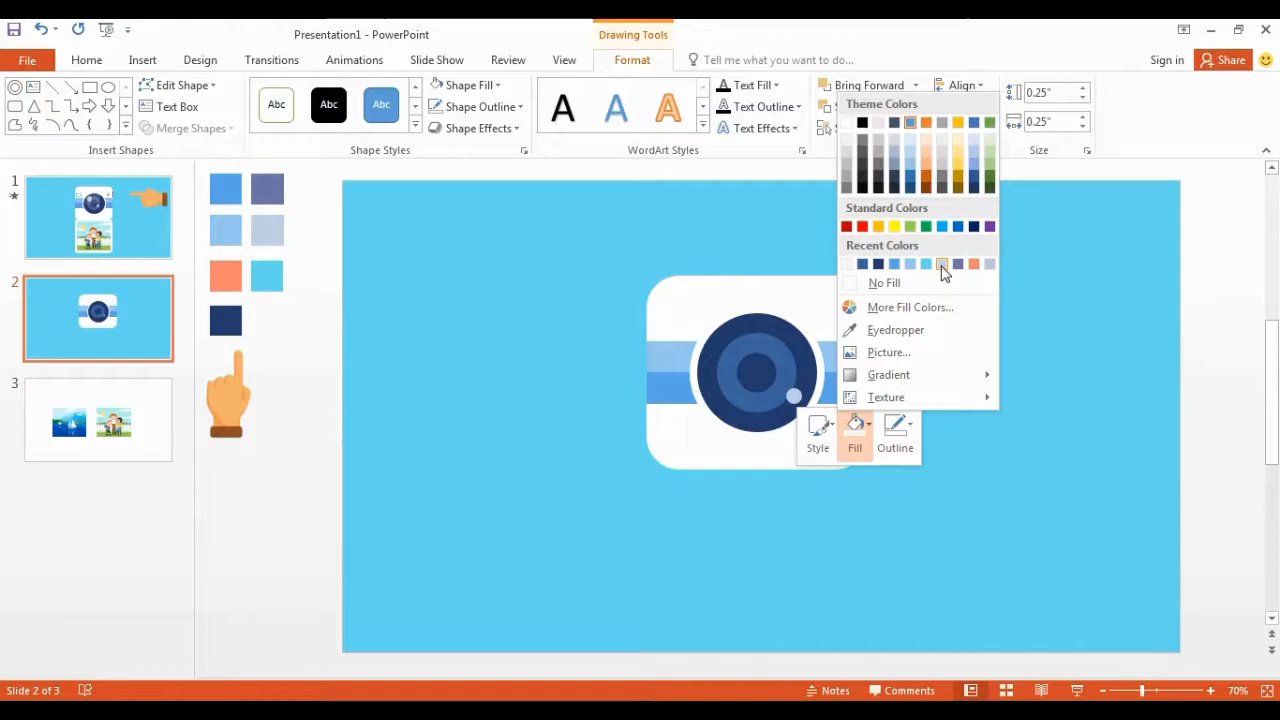 Presentation1 - PowerPoint
Drawing Tools
File Home Insert Design Transitions Animations Slide Show Review View Format Tell me what you want to do... Sign in Share
Edit Shape
Text Box
Merge Shapes
Insert Shapes
Abc Abc Abc
Shape Fill
Shape Outline
Shape Effects
Shape Styles
A A A
Text Fill
Text Outline
Text Effects
WordArt Styles
Bring Forward
Align
0.25"
0.25"
Size
Theme Colors
Standard Colors
Recent Colors
No Fill
More Fill Colors...
Eyedropper
Picture...
Gradient
Texture
Style Fill Outline
1
2
3
Slide 2 of 3
Notes
Comments
70%